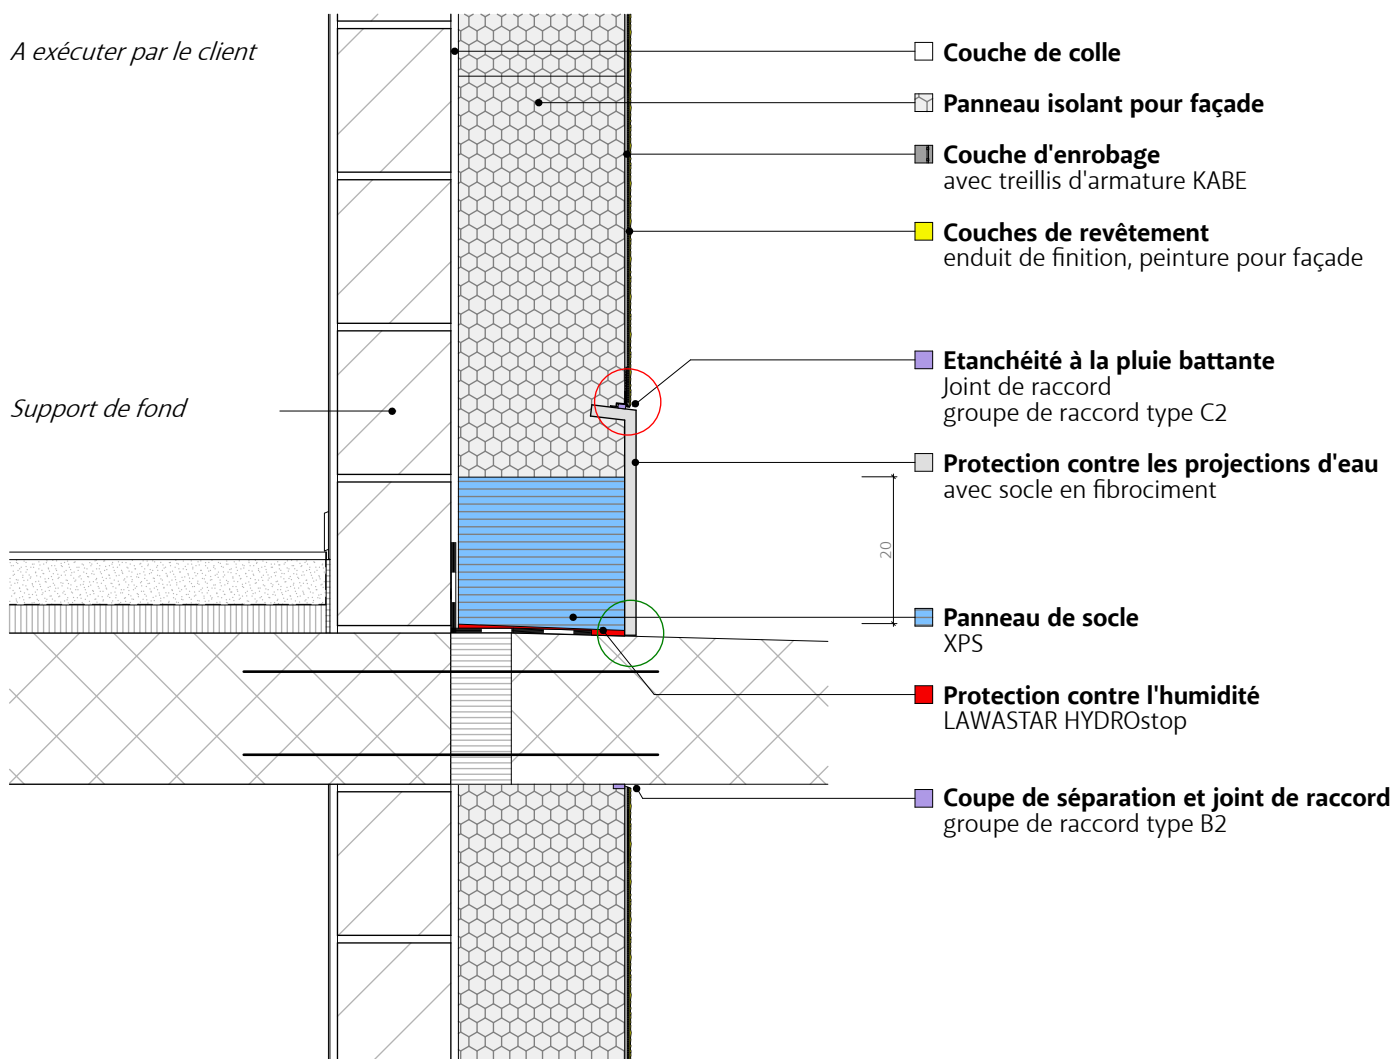 A exécuter par le client
Couche de colle
Panneau isolant pour façade
Couche d'enrobage
avec treillis d'armature KABE
Couches de revêtement
enduit de finition, peinture pour façade
Etanchéité à la pluie battante
Joint de raccord
groupe de raccord type C2
Support de fond
Protection contre les projections d'eau
avec socle en fibrociment
20
Panneau de socle
XPS
Protection contre l'humidité
LAWASTAR HYDROstop
Coupe de séparation et joint de raccord
groupe de raccord type B2